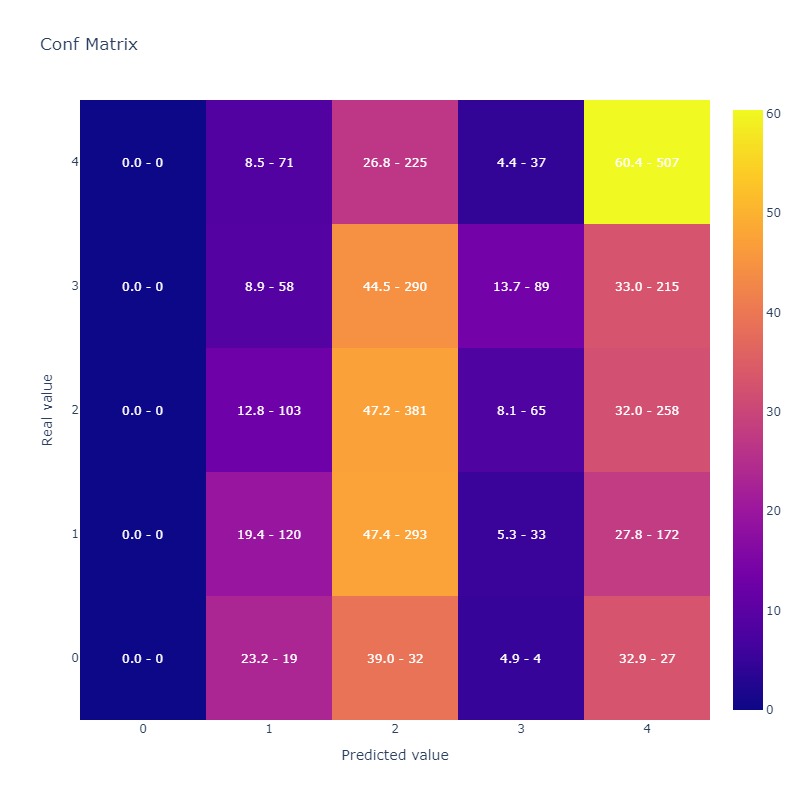 Conf Matrix
4 0.0 - 0 8.5 - 71 26.8 - 225 4.4 - 37 60.4 - 507
3 0.0 - 0 8.9 - 58 44.5 - 290 13.7 - 89 33.0 - 215
2 0.0 - 0 12.8 - 103 47.2 - 381 8.1 - 65 32.0 - 258
1 0.0 - 0 19.4 - 120 47.4 - 293 5.3 - 33 27.8 - 172
0 0.0 - 0 23.2 - 19 39.0 - 32 4.9 - 4 32.9 - 27
0 1 2 3 4
Predicted value
Real value
60
50
40
30
20
10
0